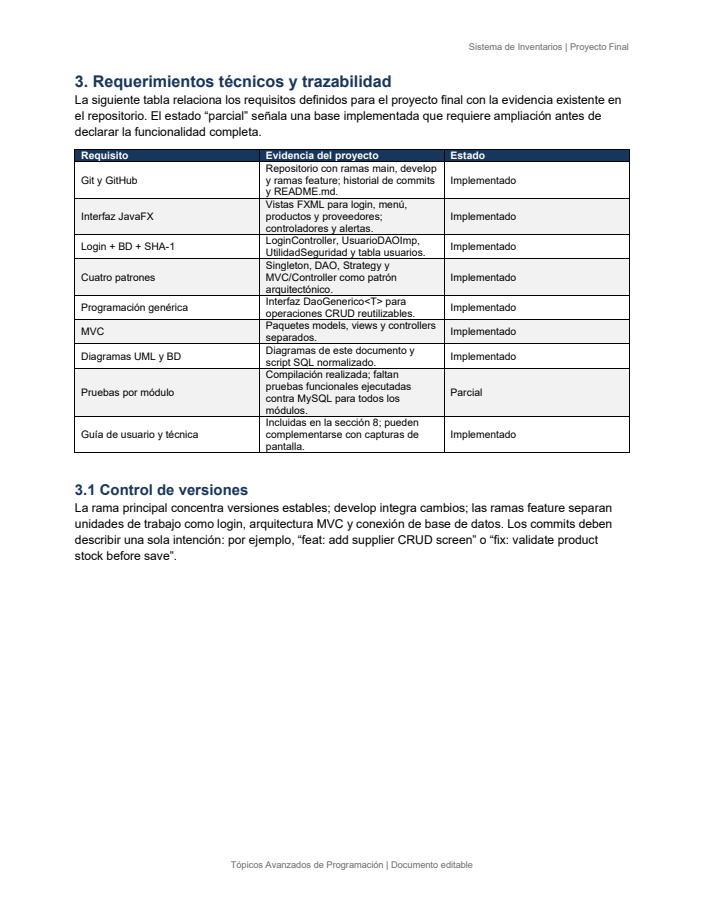 Sistema de Inventarios | Proyecto Final
3. Requerimientos técnicos y trazabilidad
La siguiente tabla relaciona los requisitos definidos para el proyecto final con la evidencia existente en
el repositorio. El estado “parcial” señala una base implementada que requiere ampliación antes de
declarar la funcionalidad completa.
Requisito Evidencia del proyecto Estado
Git y GitHub
Repositorio con ramas main, develop
y ramas feature; historial de commits
y README.md.
Implementado
Interfaz JavaFX
Vistas FXML para login, menú,
productos y proveedores;
controladores y alertas.
Implementado
Login + BD + SHA-1
LoginController, UsuarioDAOImp,
UtilidadSeguridad y tabla usuarios.
Implementado
Cuatro patrones
Singleton, DAO, Strategy y
MVC/Controller como patrón
arquitectónico.
Implementado
Programación genérica
Interfaz DaoGenerico<T> para
operaciones CRUD reutilizables.
Implementado
MVC
Paquetes models, views y controllers
separados.
Implementado
Diagramas UML y BD
Diagramas de este documento y
script SQL normalizado.
Implementado
Pruebas por módulo
Compilación realizada; faltan
pruebas funcionales ejecutadas
contra MySQL para todos los
módulos.
Parcial
Guía de usuario y técnica
Incluidas en la sección 8; pueden
complementarse con capturas de
pantalla.
Implementado
3.1 Control de versiones
La rama principal concentra versiones estables; develop integra cambios; las ramas feature separan
unidades de trabajo como login, arquitectura MVC y conexión de base de datos. Los commits deben
describir una sola intención: por ejemplo, “feat: add supplier CRUD screen” o “fix: validate product
stock before save”.
Tópicos Avanzados de Programación | Documento editable